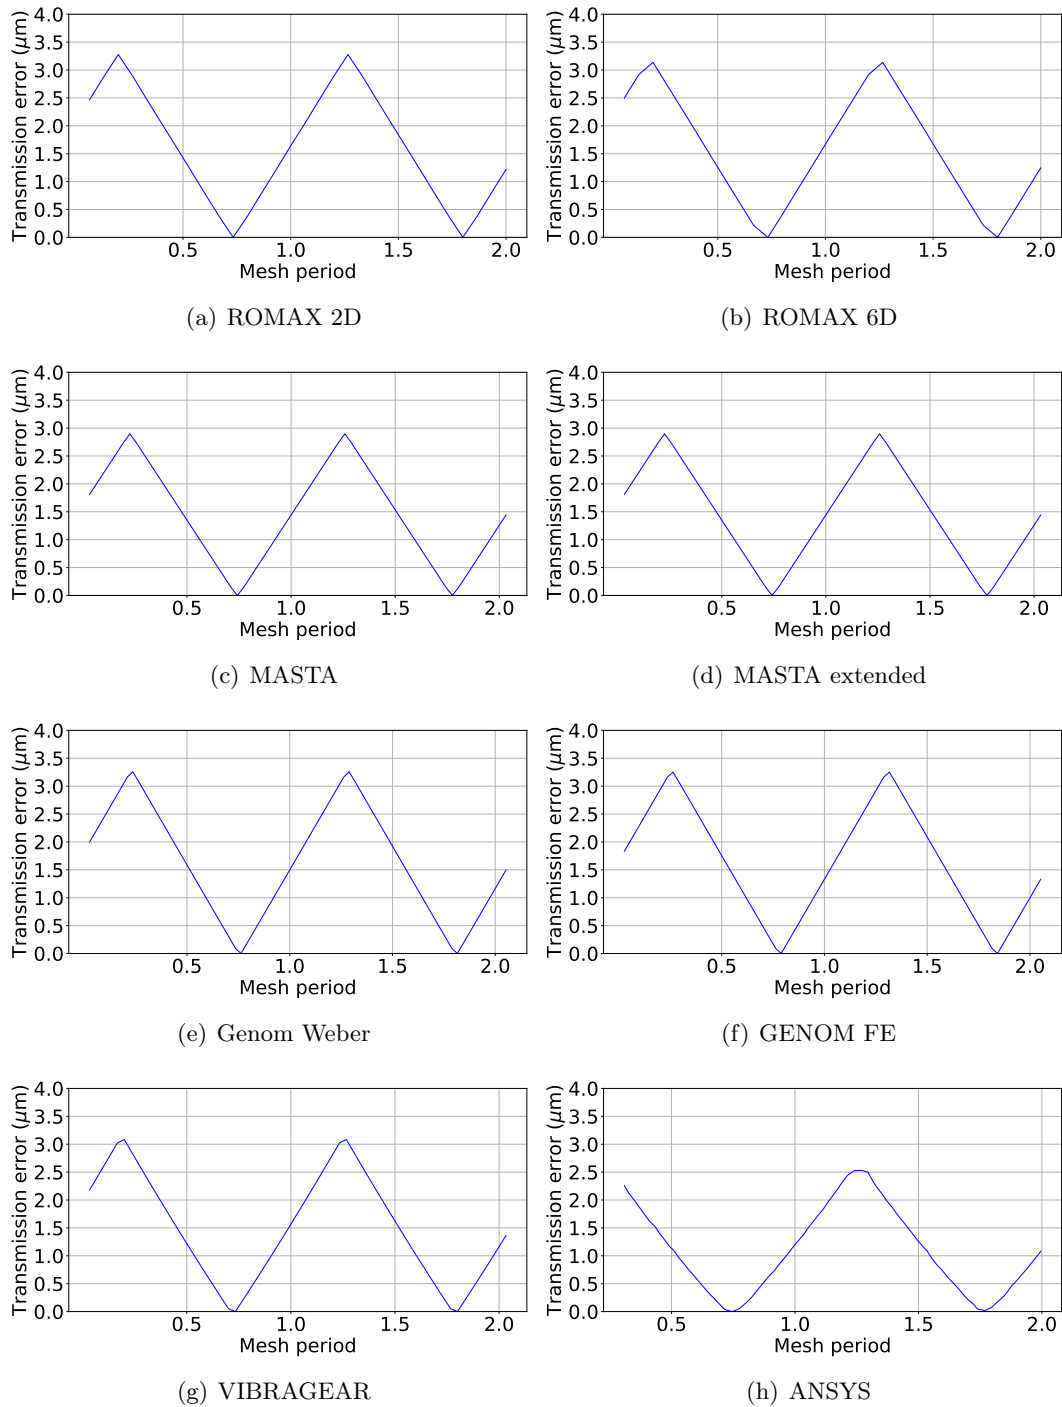 4.0
3.5
3.0
2.5
2.0
1.5
1.0
0.5
0.0
Transmission error (μm)
0.5 1.0 1.5 2.0
Mesh period
(a) ROMAX 2D
4.0
3.5
3.0
2.5
2.0
1.5
1.0
0.5
0.0
Transmission error (μm)
0.5 1.0 1.5 2.0
Mesh period
(b) ROMAX 6D
4.0
3.5
3.0
2.5
2.0
1.5
1.0
0.5
0.0
Transmission error (μm)
0.5 1.0 1.5 2.0
Mesh period
(c) MASTA
4.0
3.5
3.0
2.5
2.0
1.5
1.0
0.5
0.0
Transmission error (μm)
0.5 1.0 1.5 2.0
Mesh period
(d) MASTA extended
4.0
3.5
3.0
2.5
2.0
1.5
1.0
0.5
0.0
Transmission error (μm)
0.5 1.0 1.5 2.0
Mesh period
(e) Genom Weber
4.0
3.5
3.0
2.5
2.0
1.5
1.0
0.5
0.0
Transmission error (μm)
0.5 1.0 1.5 2.0
Mesh period
(f) GENOM FE
4.0
3.5
3.0
2.5
2.0
1.5
1.0
0.5
0.0
Transmission error (μm)
0.5 1.0 1.5 2.0
Mesh period
(g) VIBRAGEAR
4.0
3.5
3.0
2.5
2.0
1.5
1.0
0.5
0.0
Transmission error (μm)
0.5 1.0 1.5 2.0
Mesh period
(h) ANSYS